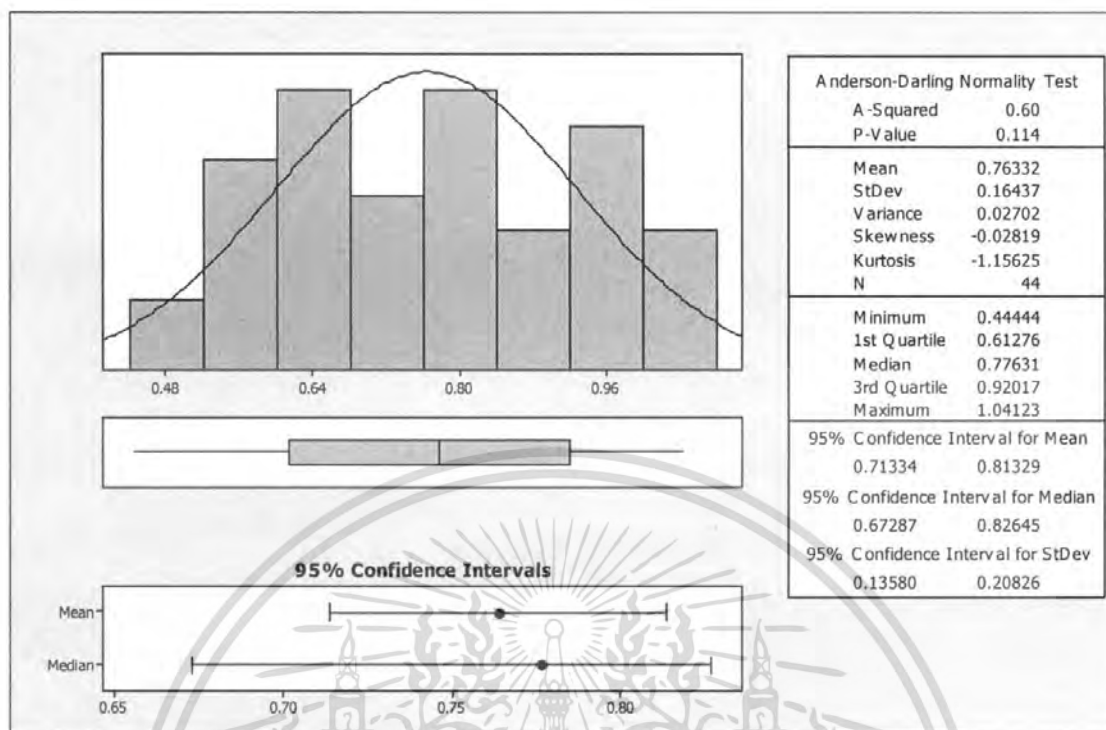 0.48 0.64 0.80 0.96
95% Confidence Intervals
Mean
Median
0.65 0.70 0.75 0.80
Anderson-Darling Normality Test
A-Squared 0.60
P-Value 0.114
Mean 0.76332
StDev 0.16437
Variance 0.02702
Skewness -0.02819
Kurtosis -1.15625
N 44
Minimum 0.44444
1st Quartile 0.61276
Median 0.77631
3rd Quartile 0.92017
Maximum 1.04123
95% Confidence Interval for Mean
0.71334 0.81329
95% Confidence Interval for Median
0.67287 0.82645
95% Confidence Interval for StDev
0.13580 0.20826